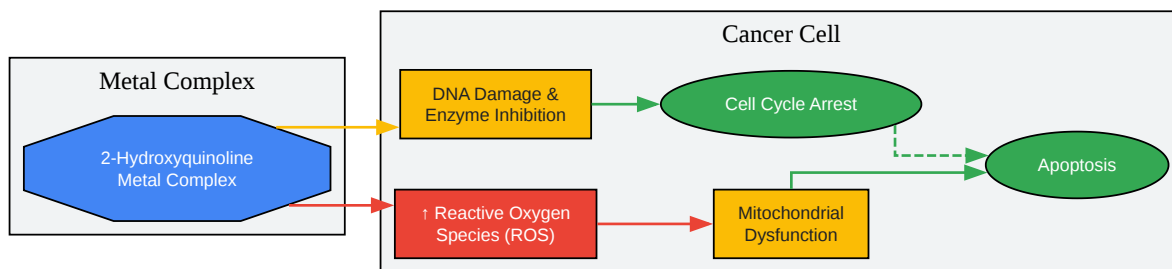 Metal Complex
2-Hydroxyquinoline
Metal Complex
Cancer Cell
DNA Damage &
Enzyme Inhibition
Cell Cycle Arrest
Apoptosis
↑ Reactive Oxygen
Species (ROS)
Mitochondrial
Dysfunction